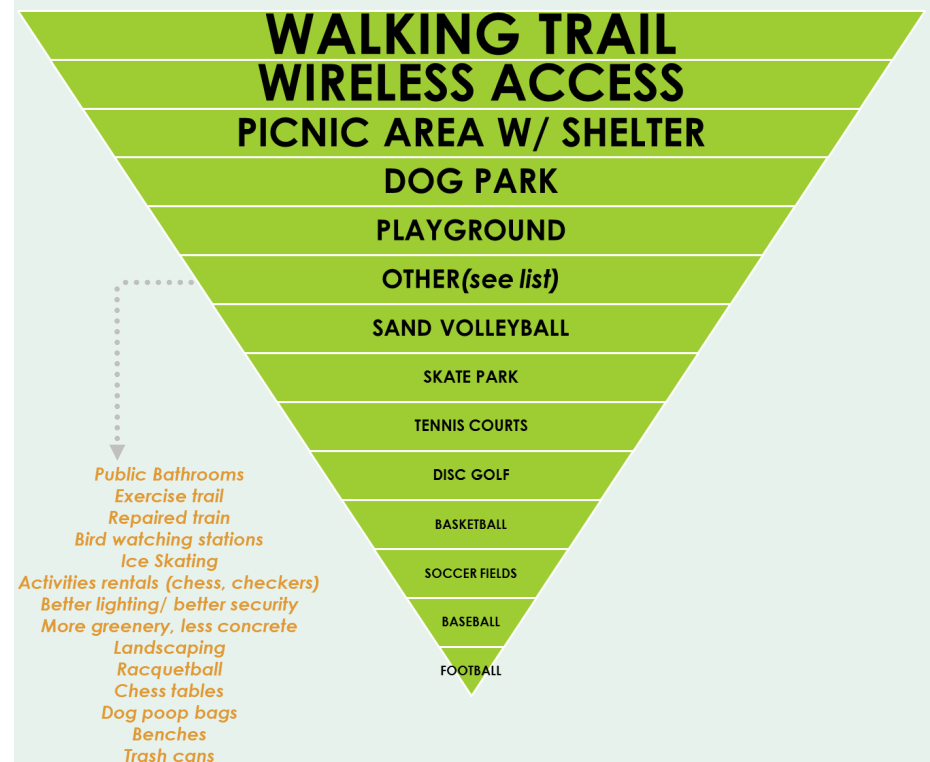 WALKING TRAIL
WIRELESS ACCESS
PICNIC AREA W/ SHELTER
DOG PARK
PLAYGROUND
OTHER(see list)
SAND VOLLEYBALL
SKATE PARK
TENNIS COURTS
DISC GOLF
BASKETBALL
SOCCER FIELDS
BASEBALL
FOOTBALL
Public Bathrooms
Exercise trail
Repaired train
Bird watching stations
Ice Skating
Activities rentals (chess, checkers)
Better lighting/ better security
More greenery, less concrete
Landscaping
Racquetball
Chess tables
Dog poop bags
Benches
Trash cans